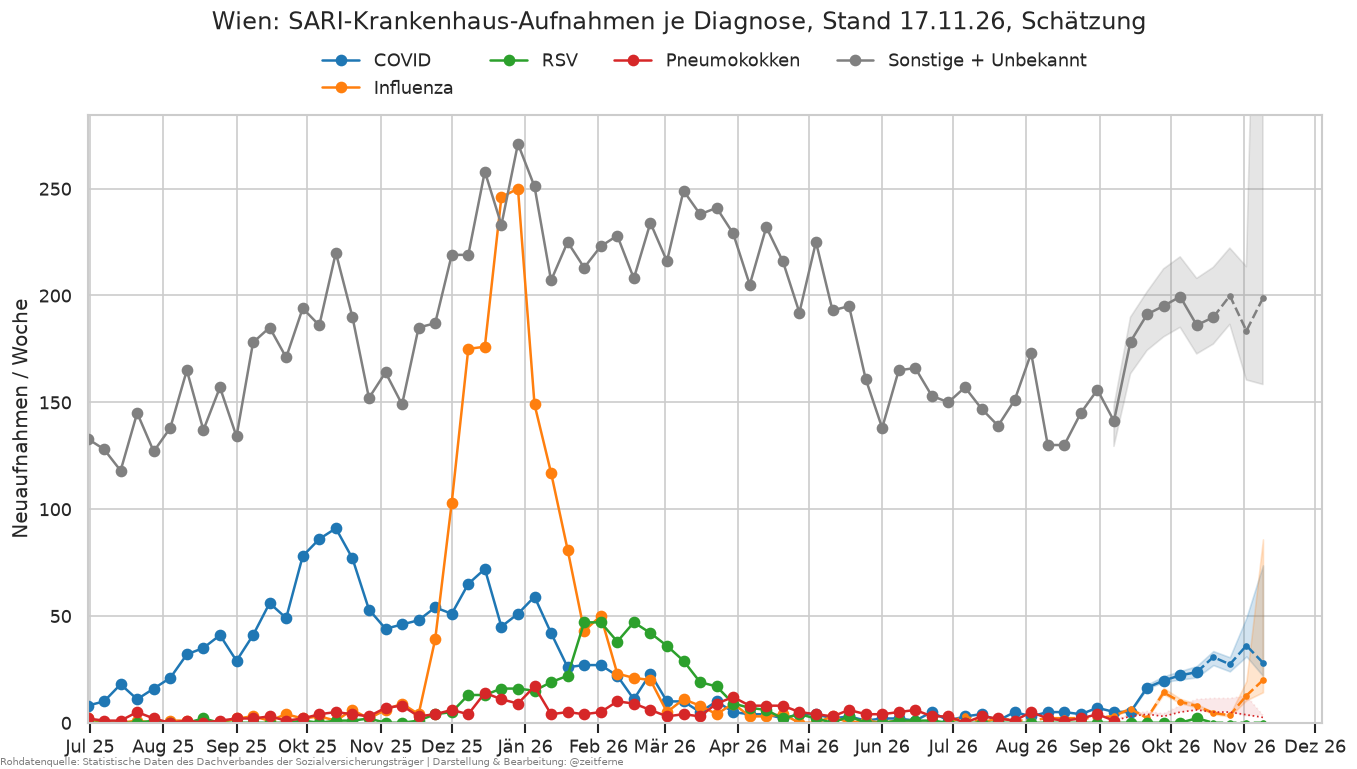 Wien: SARI-Krankenhaus-Aufnahmen je Diagnose, Stand 17.11.26, Schätzung
COVID
RSV
Pneumokokken
Sonstige + Unbekannt
Influenza
Neuaufnahmen / Woche
250
200
150
100
50
0
Jul 25 Aug 25 Sep 25 Okt 25 Nov 25 Dez 25 Jän 26 Feb 26 Mär 26 Apr 26 Mai 26 Jun 26 Jul 26 Aug 26 Sep 26 Okt 26 Nov 26 Dez 26
Rohdatenquelle: Statistische Daten des Dachverbandes der Sozialversicherungsträger | Darstellung & Bearbeitung: @zeitferne